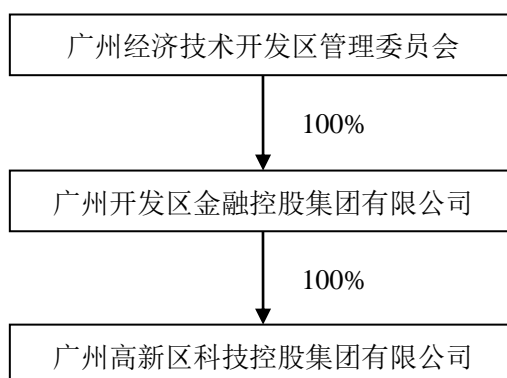 广州经济技术开发区管理委员会
100%
广州开发区金融控股集团有限公司
100%
广州高新区科技控股集团有限公司